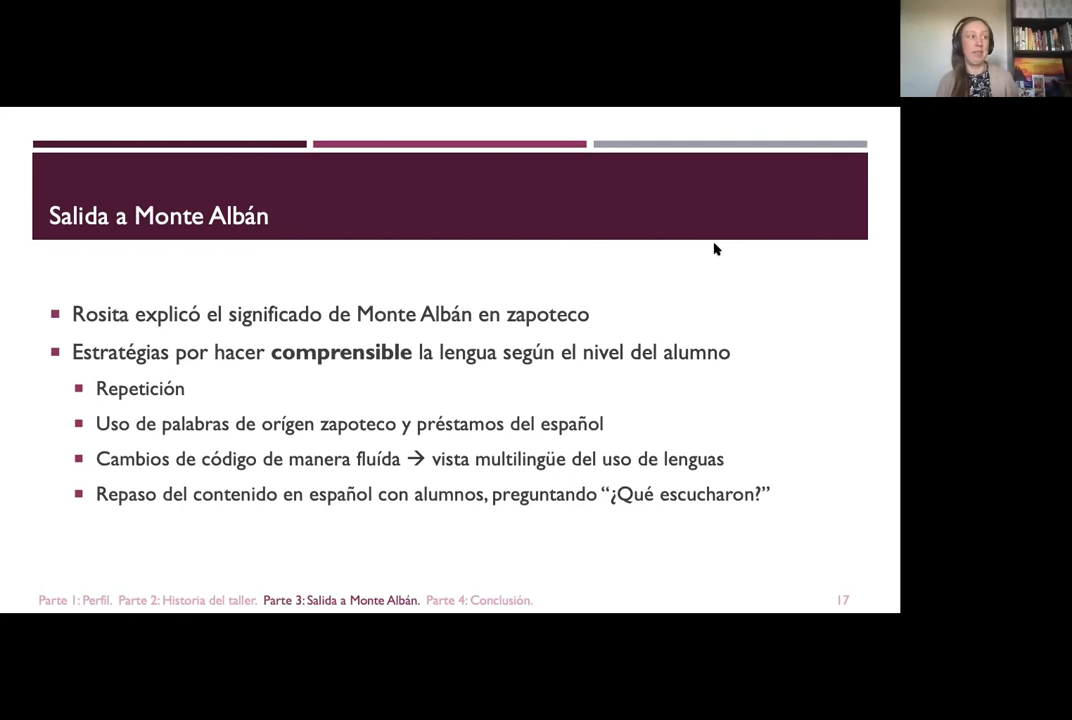 Salida a Monte Albán
Rosita explicó el significado de Monte Albán en zapoteco
Estratégias por hacer comprensible la lengua según el nivel del alumno
Repetición
Uso de palabras de orígen zapoteco y préstamos del español
Cambios de código de manera fluída → vista multilingüe del uso de lenguas
Repaso del contenido en español con alumnos, preguntando “¿Qué escucharon?”
Parte 1: Perfil. Parte 2: Historia del taller. Parte 3: Salida a Monte Albán. Parte 4: Conclusión. 17